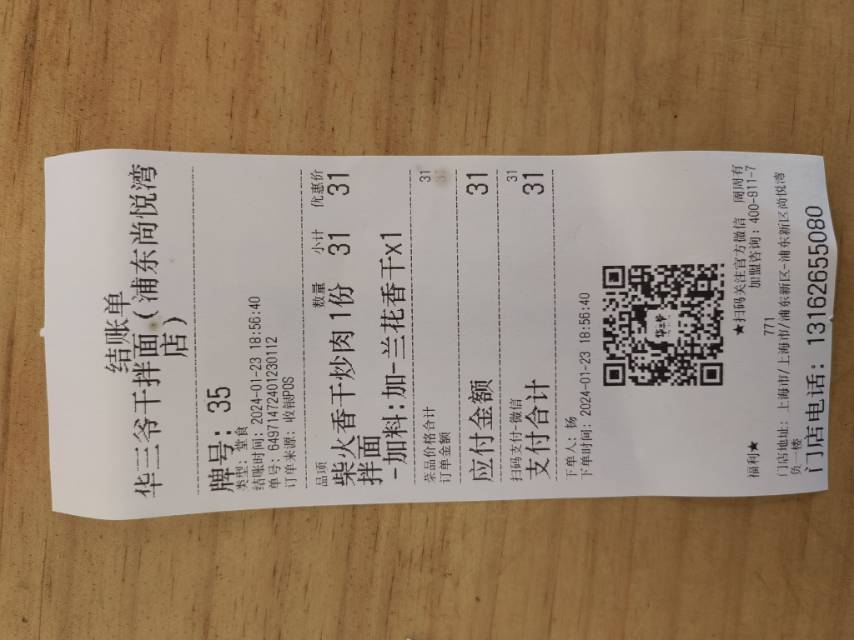 结账单
华三爷干拌面（浦东尚悦湾
店）
牌号：35
类型：堂食
结账时间：2024-01-23 18:56:40
单号：64971472401230112
订单来源：收银POS
品项 数量 小计 优惠价
柴火香干炒肉 1份 31 31
拌面
-加料：加-兰花香干x1
菜品价格合计 31
订单金额 31
应付金额 31
扫码支付-微信 31
支付合计 31
下单人：杨
下单时间：2024-01-23 18:56:40
★扫码关注官方微信 周周有
福利★ 加盟咨询：400-811-7
771
门店地址：上海市/上海市/浦东新区-浦东新区尚悦湾
负一楼
门店电话：13162655080